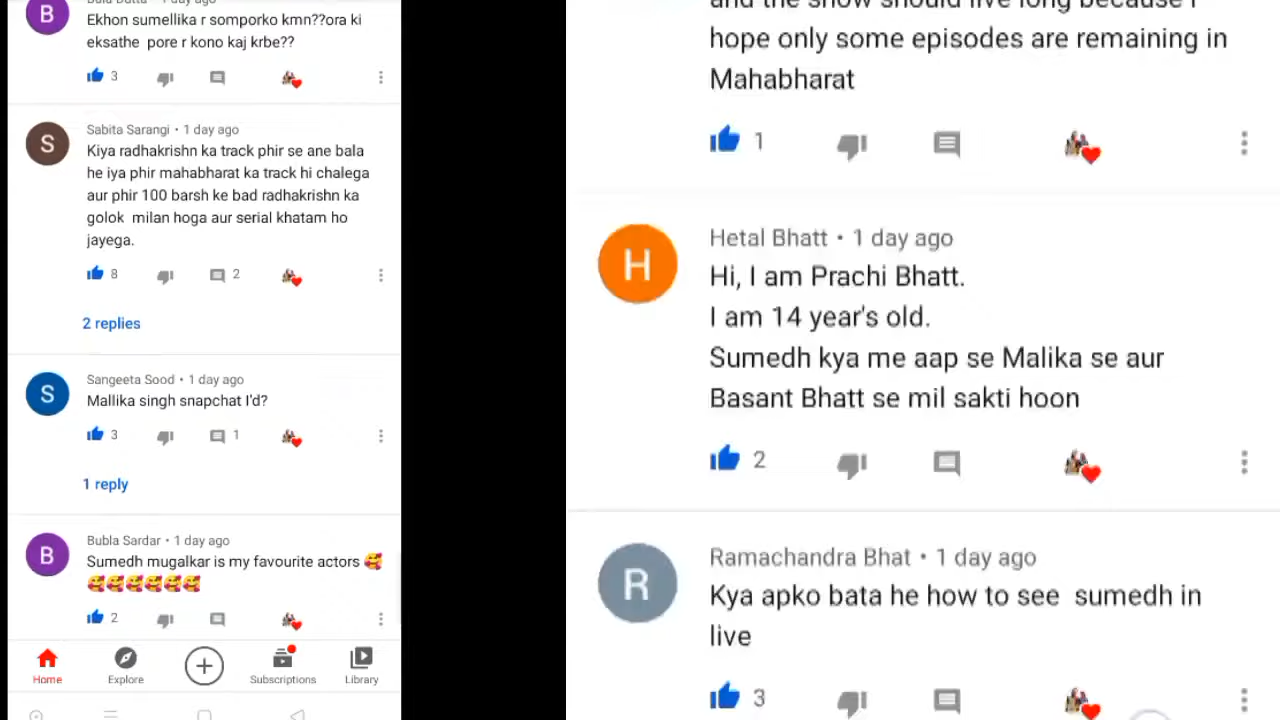 Ekhon sumellika r somporko kmn??ora ki
eksathe pore r kono kaj krbe??
3
Sabita Sarangi • 1 day ago
Kiya radhakrishn ka track phir se ane bala
he iya phir mahabharat ka track hi chalega
aur phir 100 barsh ke bad radhakrishn ka
golok milan hoga aur serial khatam ho
jayega.
8
2
2 replies
Sangeeta Sood • 1 day ago
Mallika singh snapchat I'd?
3
1
1 reply
Bubla Sardar • 1 day ago
Sumedh mugalkar is my favourite actors 🥰
🥰🥰🥰🥰🥰🥰
2
Home
Explore
Subscriptions
Library
B
S
S
B
and the show should live long because I
hope only some episodes are remaining in
Mahabharat
1
H
Hetal Bhatt • 1 day ago
Hi, I am Prachi Bhatt.
I am 14 year's old.
Sumedh kya me aap se Malika se aur
Basant Bhatt se mil sakti hoon
2
R
Ramachandra Bhat • 1 day ago
Kya apko bata he how to see sumedh in
live
3